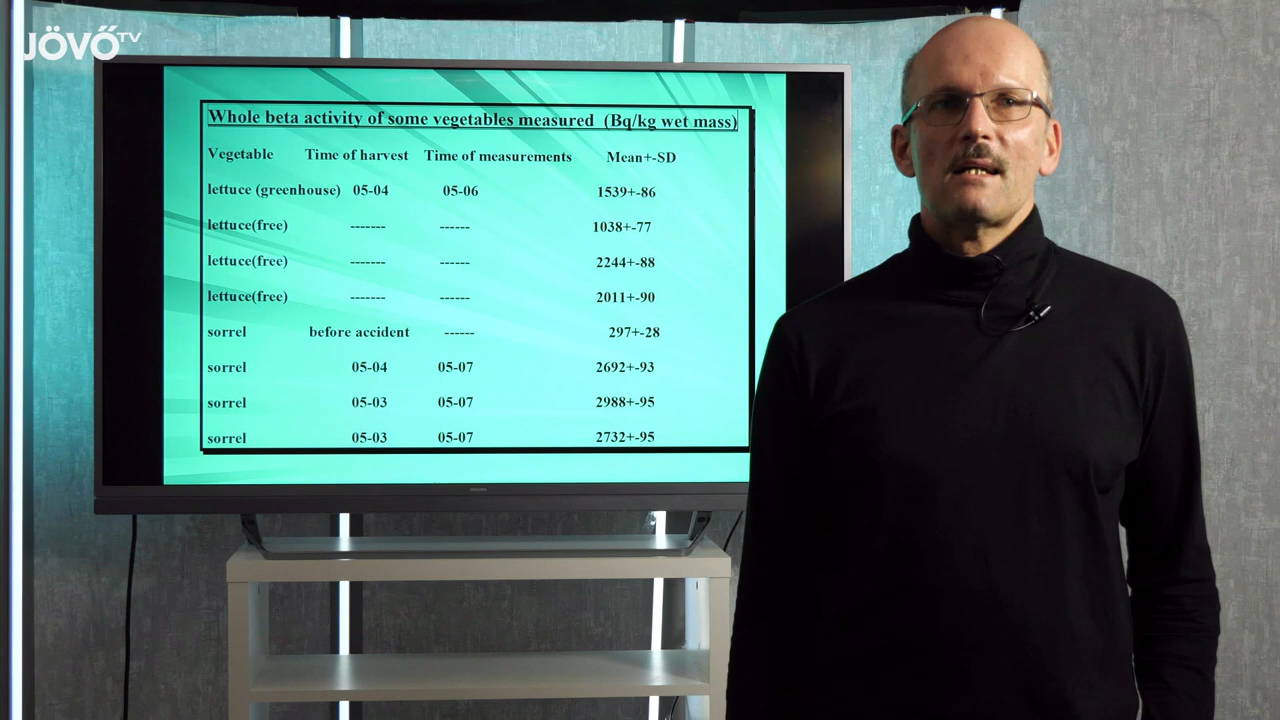 JÖVŐTV
Whole beta activity of some vegetables measured (Bq/kg wet mass)
Vegetable Time of harvest Time of measurements Mean+-SD
lettuce (greenhouse) 05-04 05-06 1539+-86
lettuce(free) ------- ------ 1038+-77
lettuce(free) ------- ------ 2244+-88
lettuce(free) ------- ------ 2011+-90
sorrel before accident ------ 297+-28
sorrel 05-04 05-07 2692+-93
sorrel 05-03 05-07 2988+-95
sorrel 05-03 05-07 2732+-95